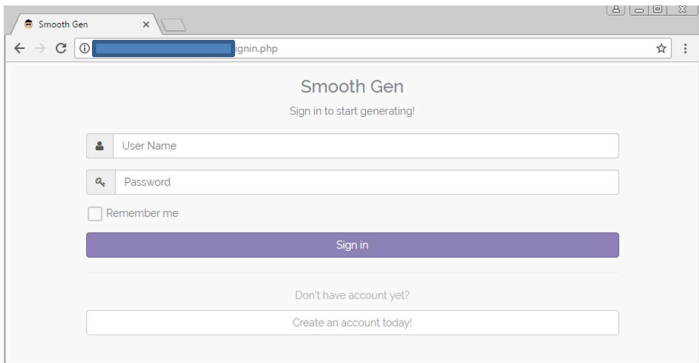 Smooth Gen
ignin.php
Smooth Gen
Sign in to start generating!
User Name
Password
Remember me
Sign in
Don't have account yet?
Create an account today!